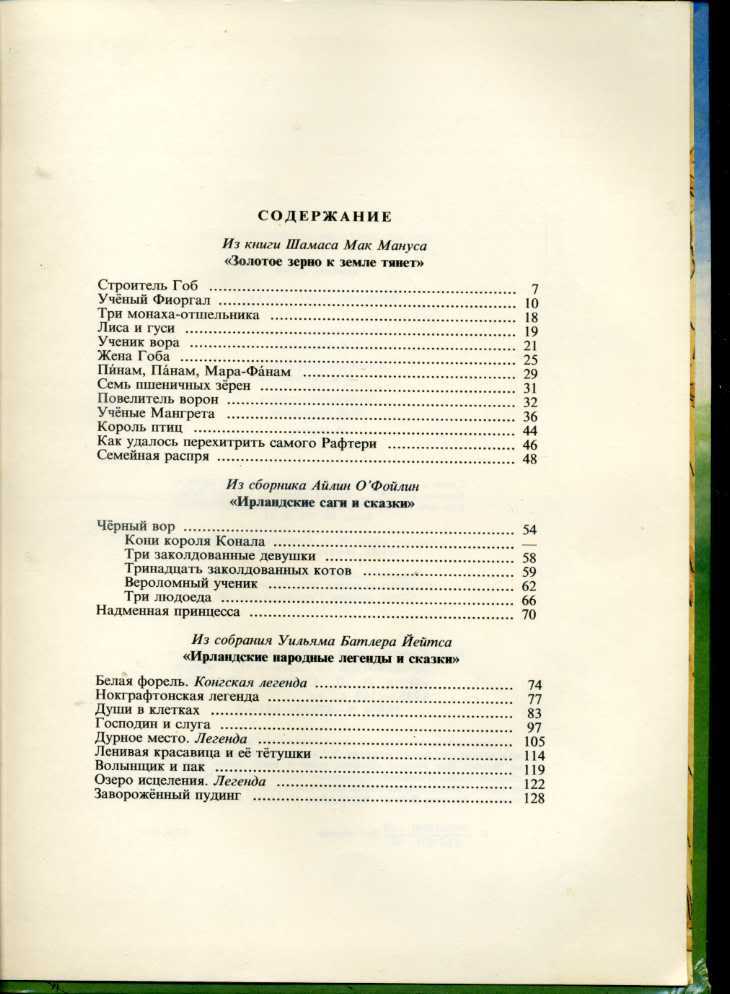 СОДЕРЖАНИЕ
Из книги Шамаса Мак Мануса
«Золотое зерно к земле тянет»
Строитель Гоб 7
Учёный Фиоргал 10
Три монаха-отшельника 18
Лиса и гуси 19
Ученик вора 21
Жена Гоба 25
Пи́нам, Па́нам, Мара-Фа́нам 29
Семь пшеничных зёрен 31
Повелитель ворон 32
Учёные Мангрета 36
Король птиц 44
Как удалось перехитрить самого Рафтери 46
Семейная распря 48
Из сборника Айлин О'Фойлин
«Ирландские саги и сказки»
Чёрный вор 54
Кони короля Конала —
Три заколдованные девушки 58
Тринадцать заколдованных котов 59
Вероломный ученик 62
Три людоеда 66
Надменная принцесса 70
Из собрания Уильяма Батлера Йейтса
«Ирландские народные легенды и сказки»
Белая форель. Конгская легенда 74
Нокграфтонская легенда 77
Души в клетках 83
Господин и слуга 97
Дурное место. Легенда 105
Ленивая красавица и её тётушки 114
Волынщик и пак 119
Озеро исцеления. Легенда 122
Заворожённый пудинг 128